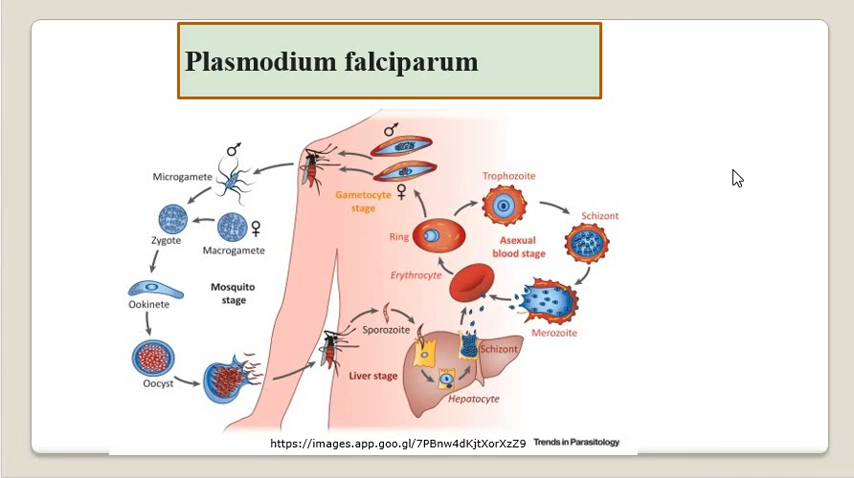 Plasmodium falciparum
♂
♂
Microgamete
Trophozoite
Gametocyte
stage
♀
Schizont
♀
Zygote
Macrogamete
Ring
Asexual
blood stage
Erythrocyte
Mosquito
stage
Ookinete
Sporozoite
Merozoite
Schizont
Liver stage
Oocyst
Hepatocyte
https://images.app.goo.gl/7PBnw4dKjtXorXzZ9
Trends in Parasitology